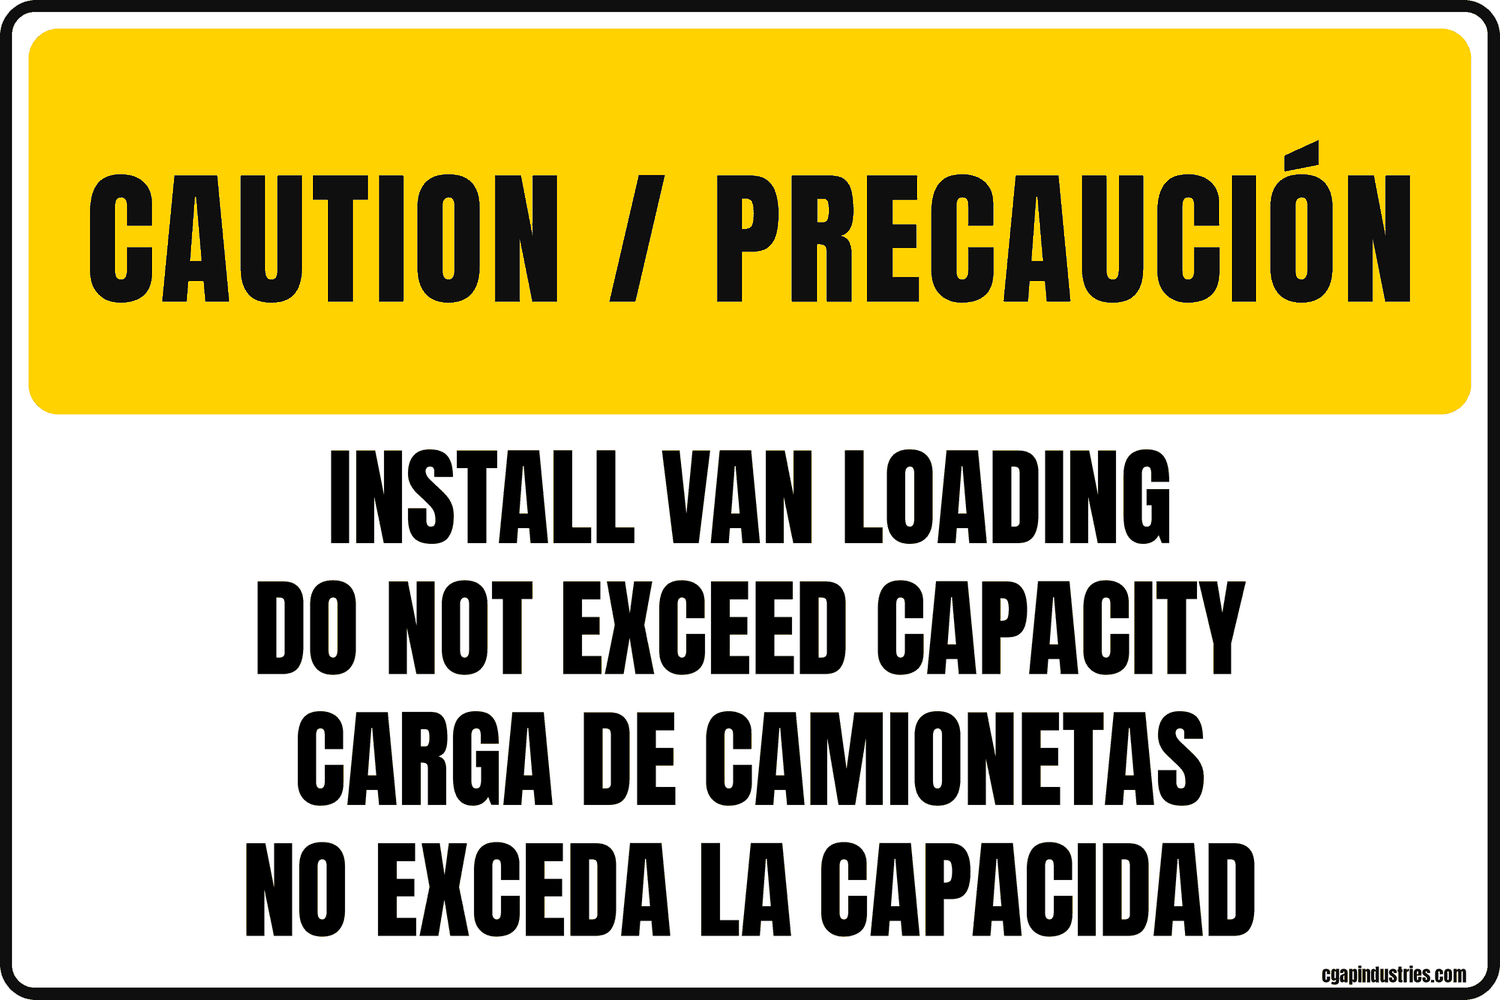 CAUTION / PRECAUCIÓN
INSTALL VAN LOADING
DO NOT EXCEED CAPACITY
CARGA DE CAMIONETAS
NO EXCEDA LA CAPACIDAD
cgapindustries.com